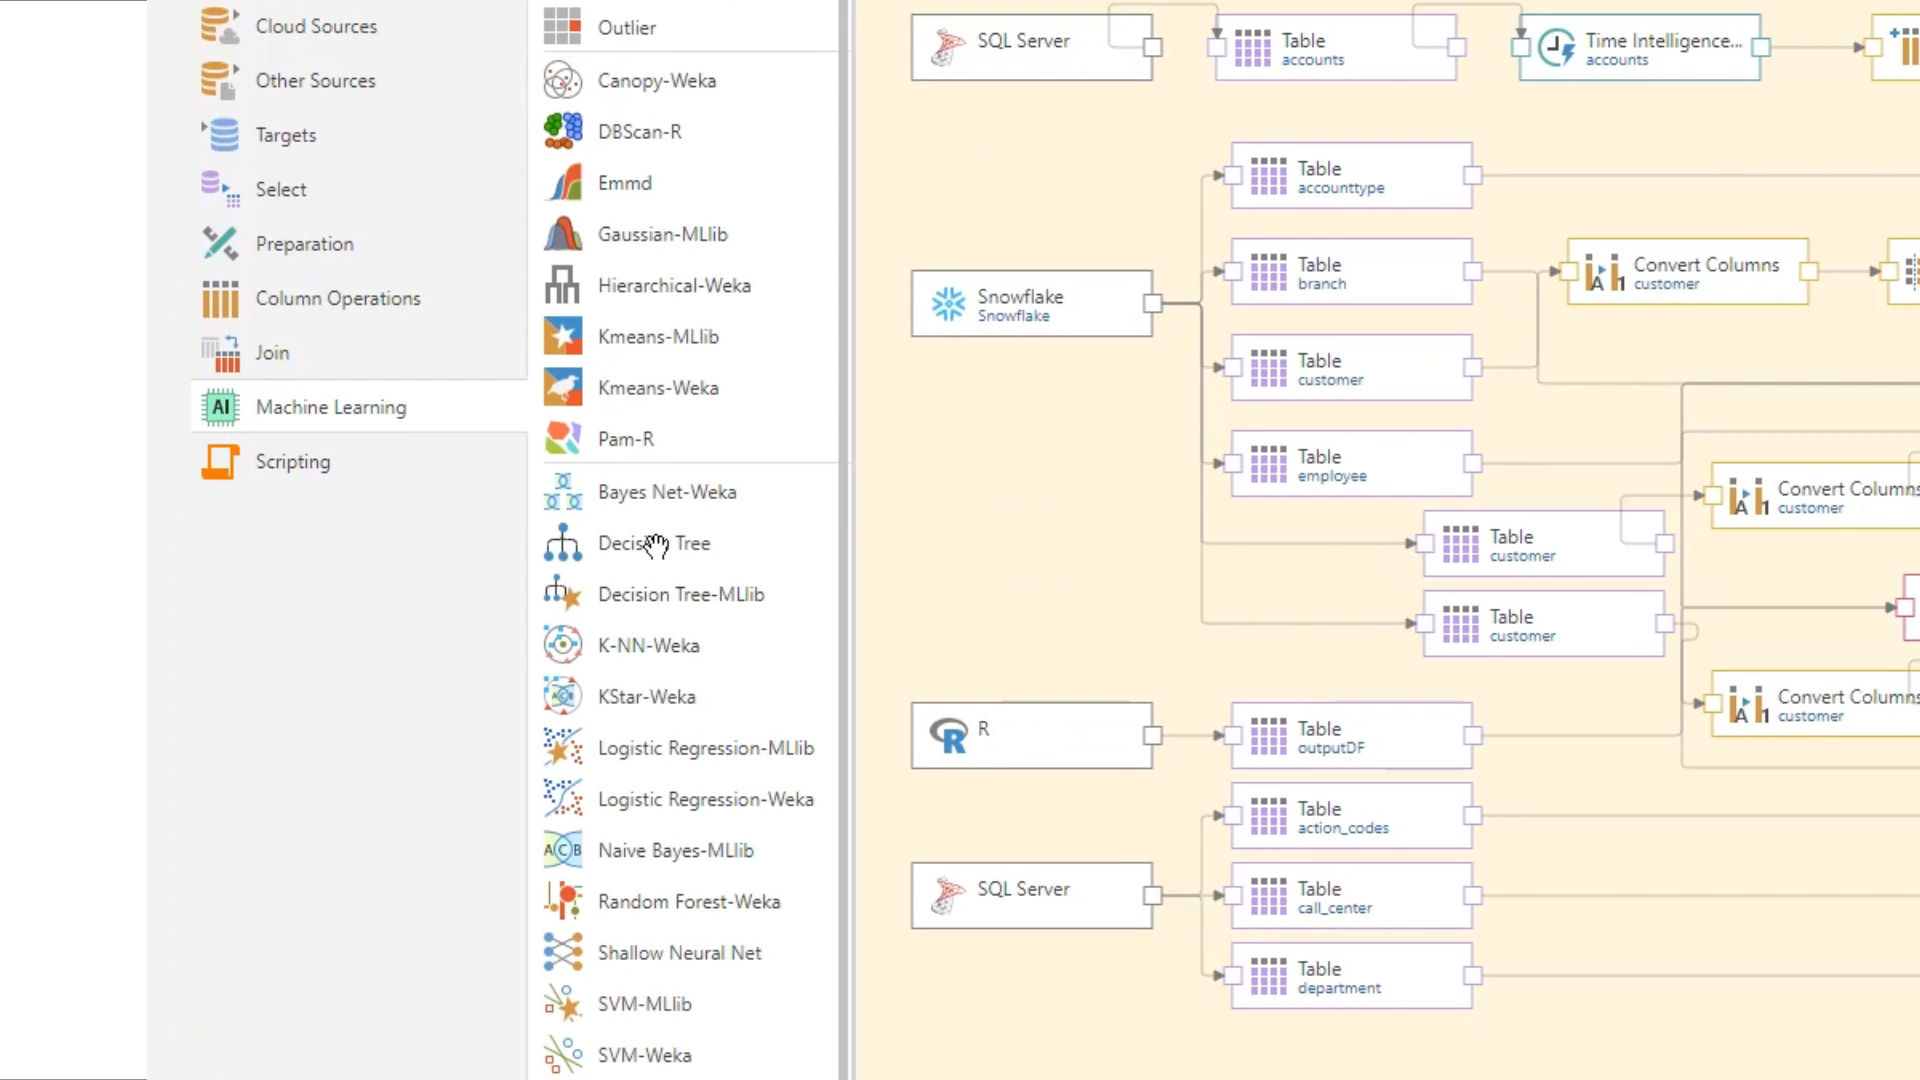 Cloud Sources
Other Sources
Targets
Select
Preparation
Column Operations
Join
AI Machine Learning
Scripting
Outlier
Canopy-Weka
DBScan-R
Emmd
Gaussian-MLlib
Hierarchical-Weka
Kmeans-MLlib
Kmeans-Weka
Pam-R
Bayes Net-Weka
Tree
Decision Tree-MLlib
K-NN-Weka
KStar-Weka
Logistic Regression-MLlib
Logistic Regression-Weka
A C B Naive Bayes-MLlib
Random Forest-Weka
Shallow Neural Net
SVM-MLlib
SVM-Weka
SQL Server
Table
accounts
Time Intelligence...
accounts
Table
accounttype
Table
branch
Convert Columns
customer
Snowflake
Snowflake
Table
customer
Table
employee
Convert Columns
customer
Table
customer
Table
customer
Convert Columns
customer
R
Table
outputDF
Table
action_codes
SQL Server
Table
call_center
Table
department